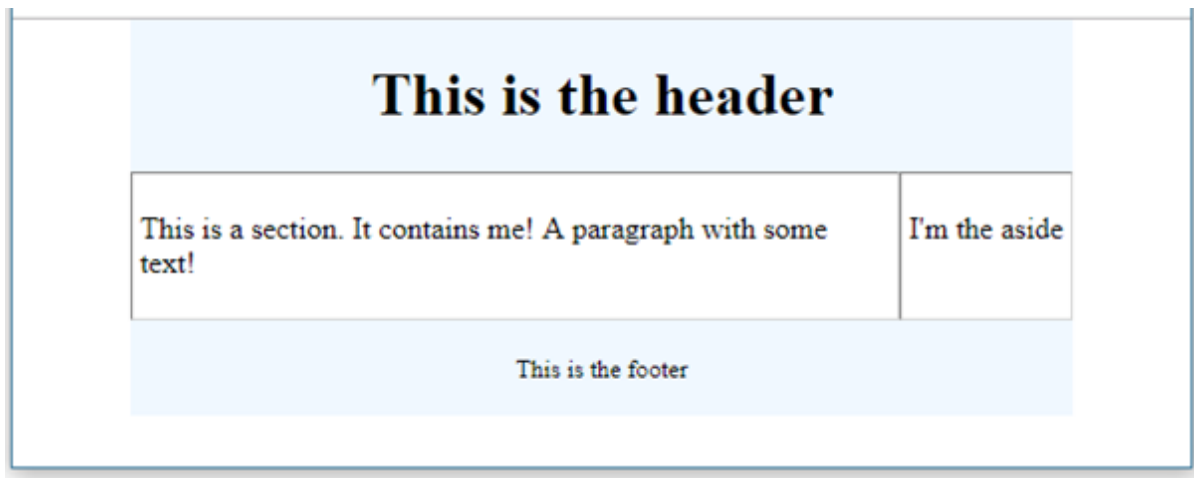 This is the header
This is a section. It contains me! A paragraph with some
text!
I'm the aside
This is the footer